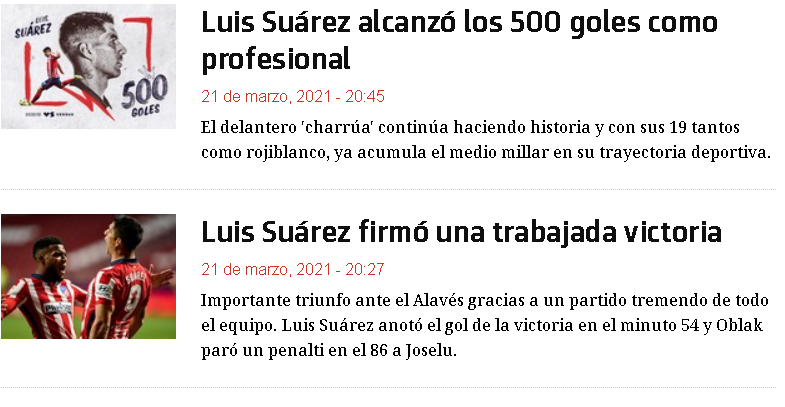 LUIS
SUÁREZ
500
GOLES
Luis Suárez alcanzó los 500 goles como
profesional
21 de marzo, 2021 - 20:45
El delantero 'charrúa' continúa haciendo historia y con sus 19 tantos
como rojiblanco, ya acumula el medio millar en su trayectoria deportiva.
Luis Suárez firmó una trabajada victoria
21 de marzo, 2021 - 20:27
Importante triunfo ante el Alavés gracias a un partido tremendo de todo
el equipo. Luis Suárez anotó el gol de la victoria en el minuto 54 y Oblak
paró un penalti en el 86 a Joselu.